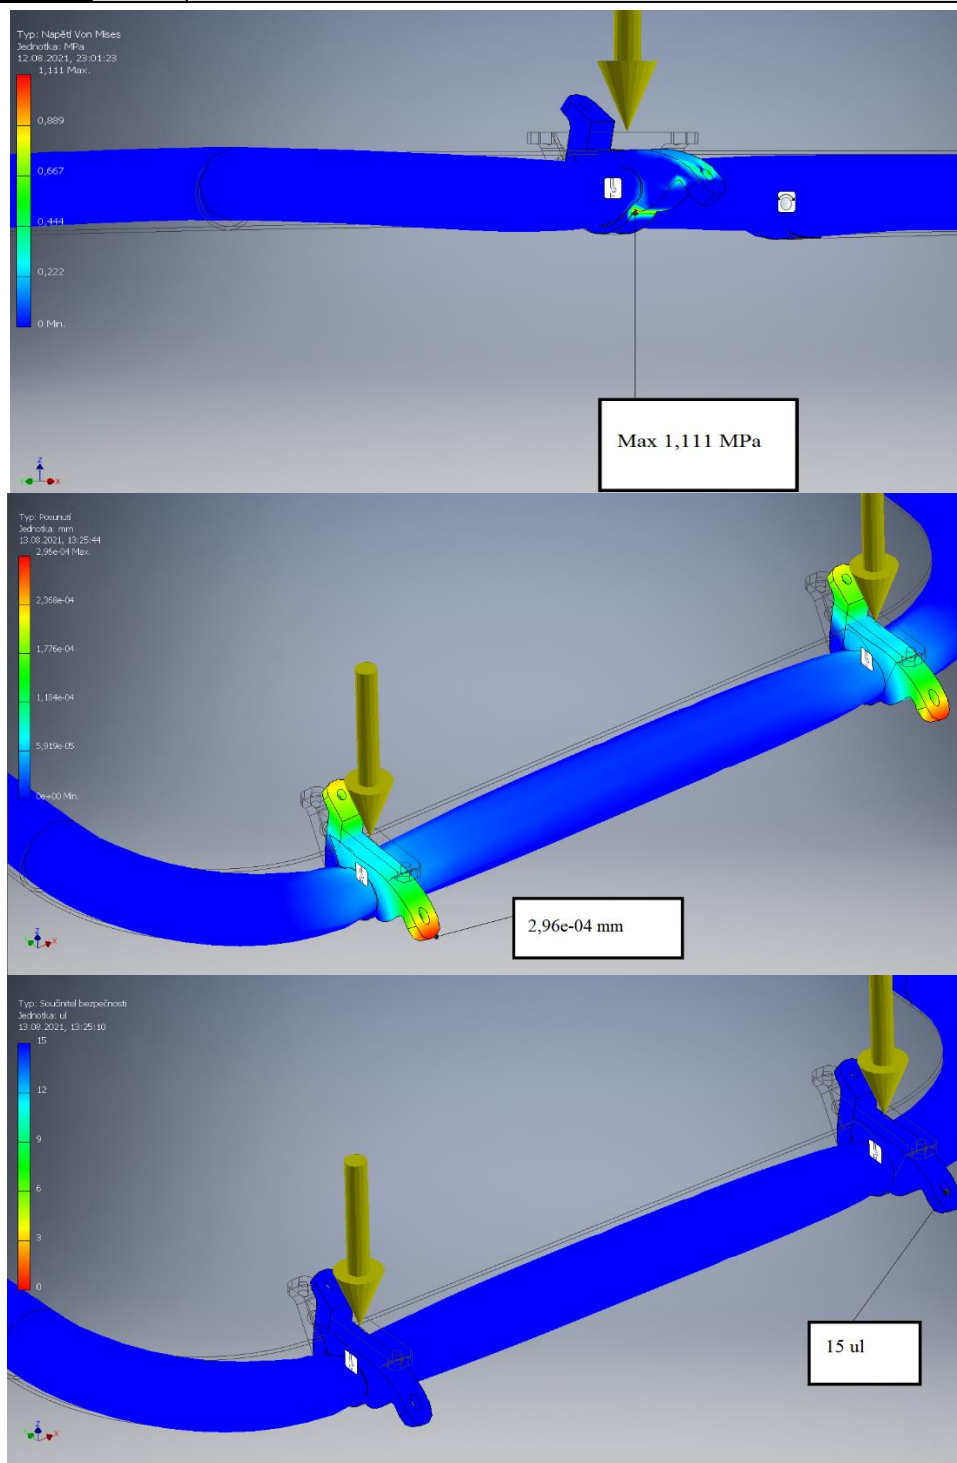 Typ: Napětí Von Mises
Jednotka: MPa
12.08.2021, 23:01:23
1,111 Max.
0,889
0,667
0,444
0,222
0 Min.
Max 1,111 MPa
Z
Y
X
Typ: Posunutí
Jednotka: mm
13.08.2021, 13:25:44
2,96e-04 Max.
2,368e-04
1,776e-04
1,184e-04
5,919e-05
0e+00 Min.
2,96e-04 mm
Z
Y
X
Typ: Součinitel bezpečnosti
Jednotka: ul
13.08.2021, 13:25:10
15
12
9
6
3
0
15 ul
Z
Y
X